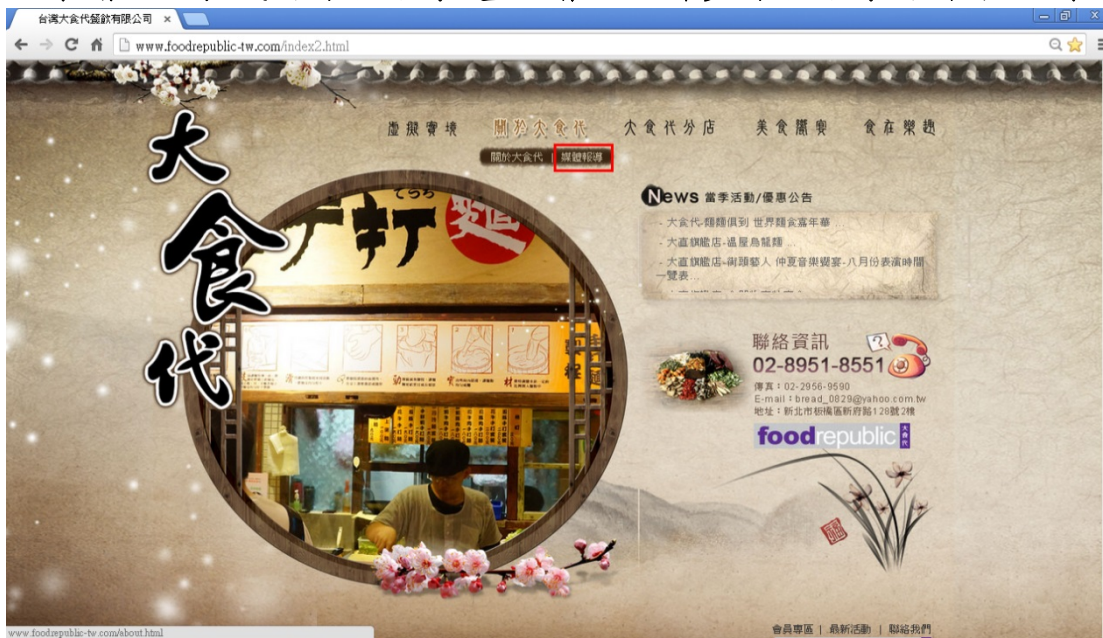 台灣大食代餐飲有限公司
www.foodrepublic-tw.com/index2.html
虛擬實境 關於大食代 大食代分店 美食饗宴 食在樂趣
關於大食代 | 媒體報導
大食代
てうち
打
麵
News 當季活動/優惠公告
- 大食代-麵麵俱到 世界麵食嘉年華 ...
- 大直旗艦店-溫屋烏龍麵 ...
- 大直旗艦店-街頭藝人 仲夏音樂饗宴-八月份表演時間
一覽表...
聯絡資訊
02-8951-8551
傳真：02-2956-9590
E-mail：bread_0829@yahoo.com.tw
地址：新北市板橋區新府路128號2樓
foodrepublic 大食代
會員專區 | 最新活動 | 聯絡我們
www.foodrepublic-tw.com/about.html